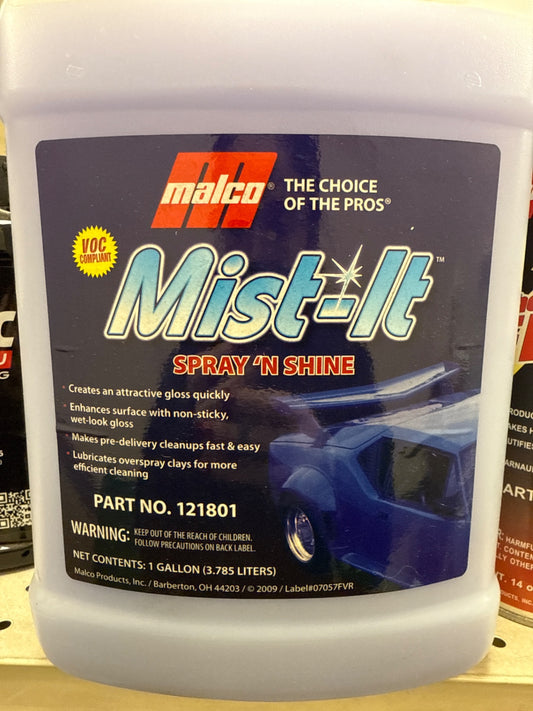 malco®
THE CHOICE
OF THE PROS®
VOC
COMPLIANT
Mist-It™
SPRAY 'N SHINE
· Creates an attractive gloss quickly
· Enhances surface with non-sticky,
wet-look gloss
· Makes pre-delivery cleanups fast & easy
· Lubricates overspray clays for more
efficient cleaning
PART NO. 121801
WARNING: KEEP OUT OF THE REACH OF CHILDREN.
FOLLOW PRECAUTIONS ON BACK LABEL.
NET CONTENTS: 1 GALLON (3.785 LITERS)
Malco Products, Inc. / Barberton, OH 44203 / © 2009 / Label#07057FVR